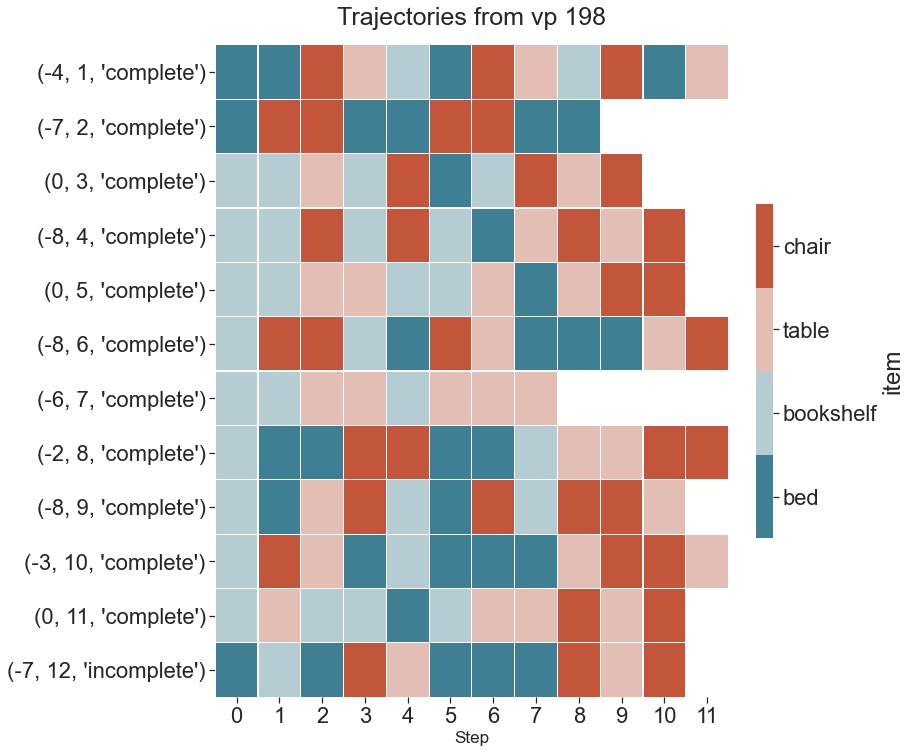 Trajectories from vp 198
(-4, 1, 'complete')
(-7, 2, 'complete')
(0, 3, 'complete')
(-8, 4, 'complete')
(0, 5, 'complete')
(-8, 6, 'complete')
(-6, 7, 'complete')
(-2, 8, 'complete')
(-8, 9, 'complete')
(-3, 10, 'complete')
(0, 11, 'complete')
(-7, 12, 'incomplete')
0 1 2 3 4 5 6 7 8 9 10 11
Step
chair
table
bookshelf
bed
item